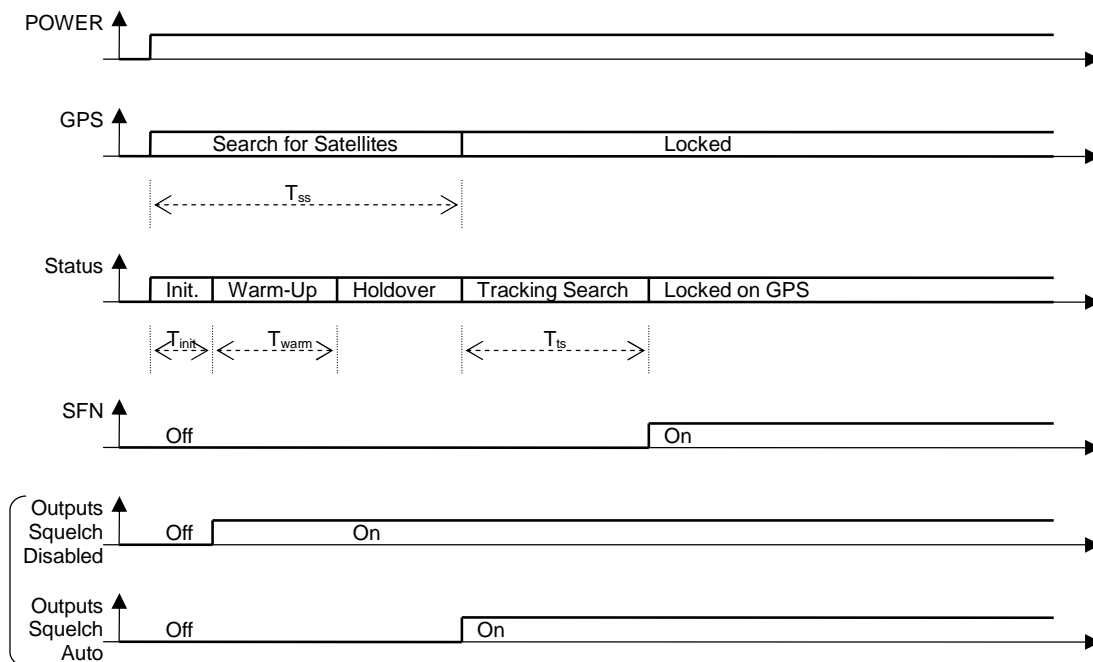 POWER
GPS
Search for Satellites
Locked
Tss
Status
Init.
Warm-Up
Holdover
Tracking Search
Locked on GPS
Tinit
Twarm
Tts
SFN
Off
On
Outputs
Squelch
Disabled
Off
On
Outputs
Squelch
Auto
Off
On